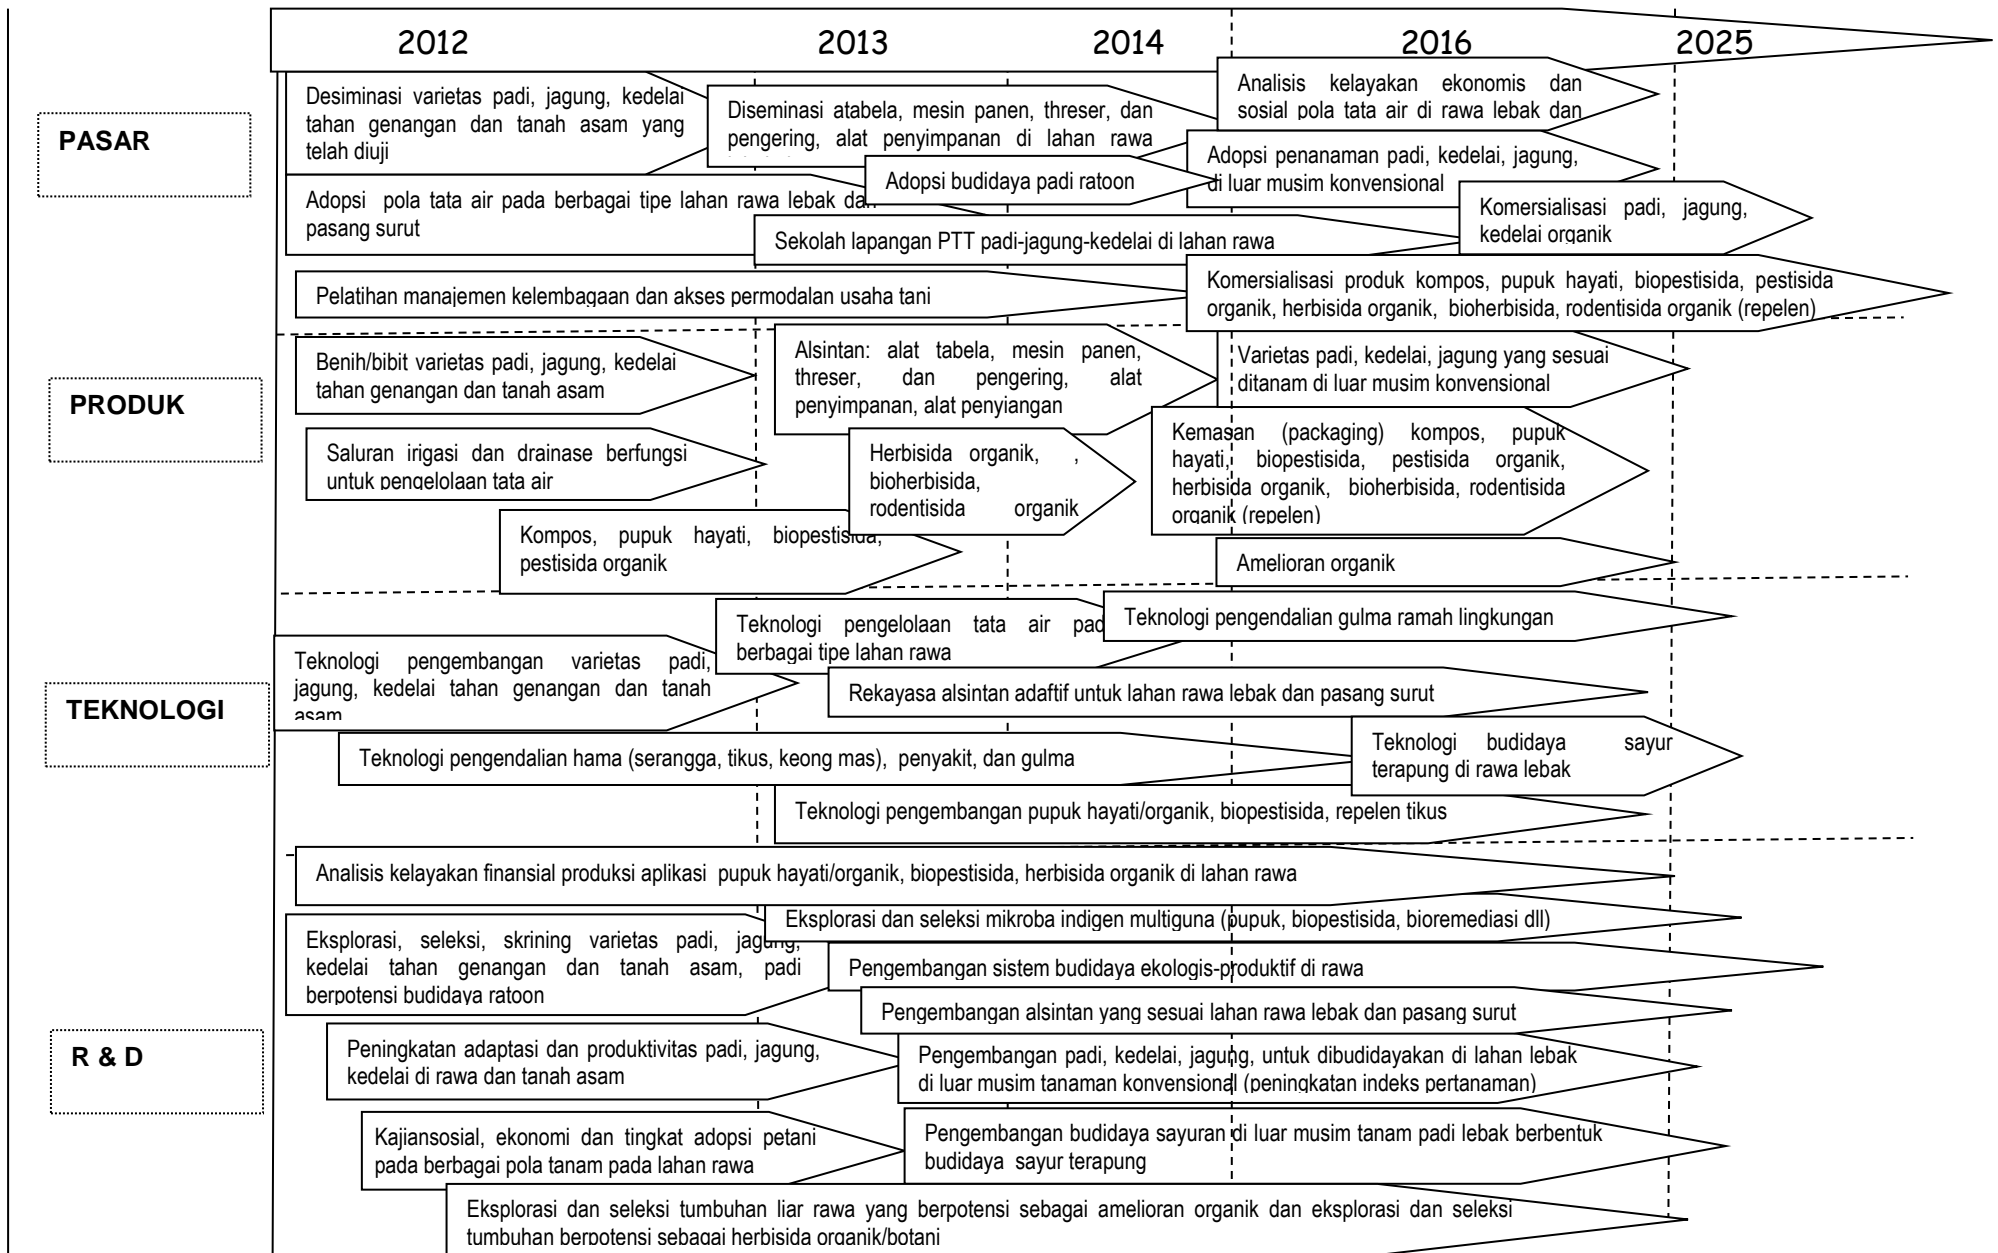 2012 2013 2014 2016 2025
PASAR
Desiminasi varietas padi, jagung, kedelai
tahan genangan dan tanah asam yang
telah diuji
Diseminasi atabela, mesin panen, threser, dan
pengering, alat penyimpanan di lahan rawa
Analisis kelayakan ekonomis dan
sosial pola tata air di rawa lebak dan
Adopsi budidaya padi ratoon
Adopsi penanaman padi, kedelai, jagung,
di luar musim konvensional
Adopsi pola tata air pada berbagai tipe lahan rawa lebak dan
pasang surut
Komersialisasi padi, jagung,
kedelai organik
Sekolah lapangan PTT padi-jagung-kedelai di lahan rawa
Pelatihan manajemen kelembagaan dan akses permodalan usaha tani
Komersialisasi produk kompos, pupuk hayati, biopestisida, pestisida
organik, herbisida organik, bioherbisida, rodentisida organik (repelen)
PRODUK
Benih/bibit varietas padi, jagung, kedelai
tahan genangan dan tanah asam
Alsintan: alat tabela, mesin panen,
threser, dan pengering, alat
penyimpanan, alat penyiangan
Varietas padi, kedelai, jagung yang sesuai
ditanam di luar musim konvensional
Saluran irigasi dan drainase berfungsi
untuk pengelolaan tata air
Herbisida organik, ,
bioherbisida,
rodentisida organik
Kemasan (packaging) kompos, pupuk
hayati, biopestisida, pestisida organik,
herbisida organik, bioherbisida, rodentisida
organik (repelen)
Kompos, pupuk hayati, biopestisida,
pestisida organik
Amelioran organik
TEKNOLOGI
Teknologi pengembangan varietas padi,
jagung, kedelai tahan genangan dan tanah
asam
Teknologi pengelolaan tata air pad
berbagai tipe lahan rawa
Teknologi pengendalian gulma ramah lingkungan
Rekayasa alsintan adaptif untuk lahan rawa lebak dan pasang surut
Teknologi pengendalian hama (serangga, tikus, keong mas), penyakit, dan gulma
Teknologi budidaya sayur
terapung di rawa lebak
Teknologi pengembangan pupuk hayati/organik, biopestisida, repelen tikus
R & D
Analisis kelayakan finansial produksi aplikasi pupuk hayati/organik, biopestisida, herbisida organik di lahan rawa
Eksplorasi dan seleksi mikroba indigen multiguna (pupuk, biopestisida, bioremediasi dll)
Eksplorasi, seleksi, skrining varietas padi, jagung,
kedelai tahan genangan dan tanah asam, padi
berpotensi budidaya ratoon
Pengembangan sistem budidaya ekologis-produktif di rawa
Pengembangan alsintan yang sesuai lahan rawa lebak dan pasang surut
Peningkatan adaptasi dan produktivitas padi, jagung,
kedelai di rawa dan tanah asam
Pengembangan padi, kedelai, jagung, untuk dibudidayakan di lahan lebak
di luar musim tanaman konvensional (peningkatan indeks pertanaman)
Kajiansosial, ekonomi dan tingkat adopsi petani
pada berbagai pola tanam pada lahan rawa
Pengembangan budidaya sayuran di luar musim tanam padi lebak berbentuk
budidaya sayur terapung
Eksplorasi dan seleksi tumbuhan liar rawa yang berpotensi sebagai amelioran organik dan eksplorasi dan seleksi
tumbuhan berpotensi sebagai herbisida organik/botani